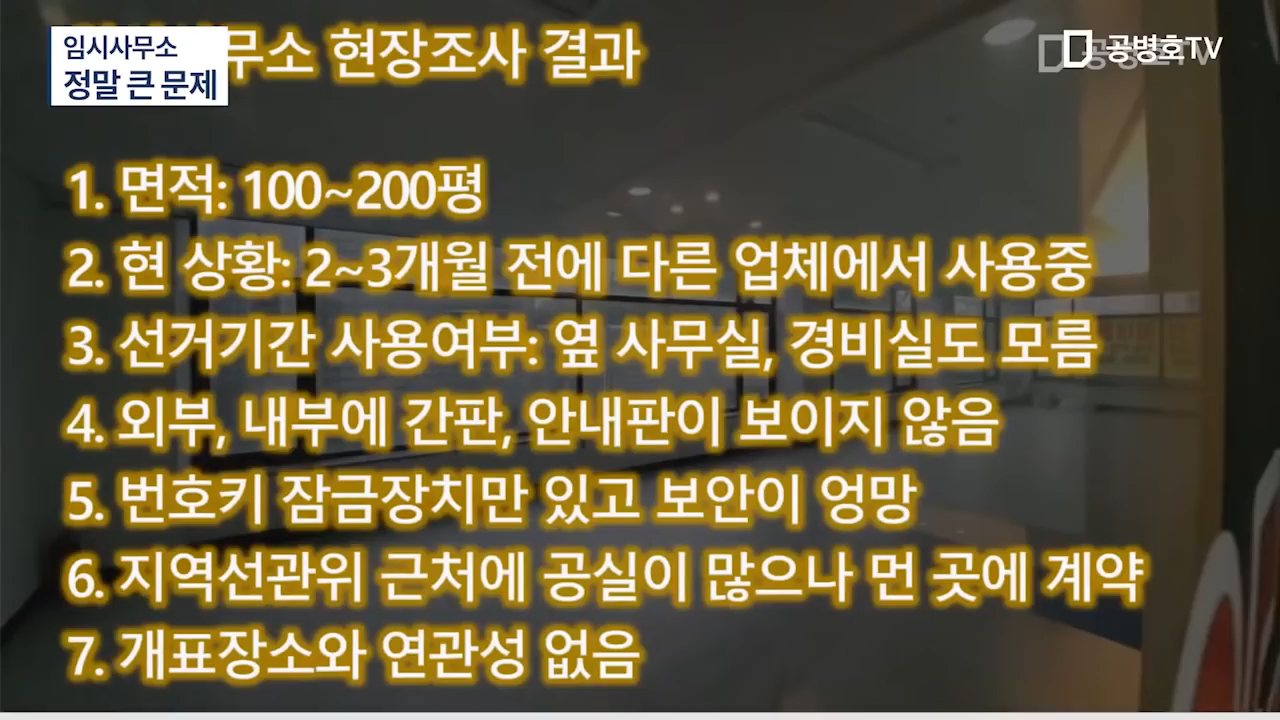 임시사무소
정말 큰 문제
무소 현장조사 결과
공병호TV
공병호TV
1. 면적: 100~200평
2. 현 상황: 2~3개월 전에 다른 업체에서 사용중
3. 선거기간 사용여부: 옆 사무실, 경비실도 모름
4. 외부, 내부에 간판, 안내판이 보이지 않음
5. 번호키 잠금장치만 있고 보안이 엉망
6. 지역선관위 근처에 공실이 많으나 먼 곳에 계약
7. 개표장소와 연관성 없음